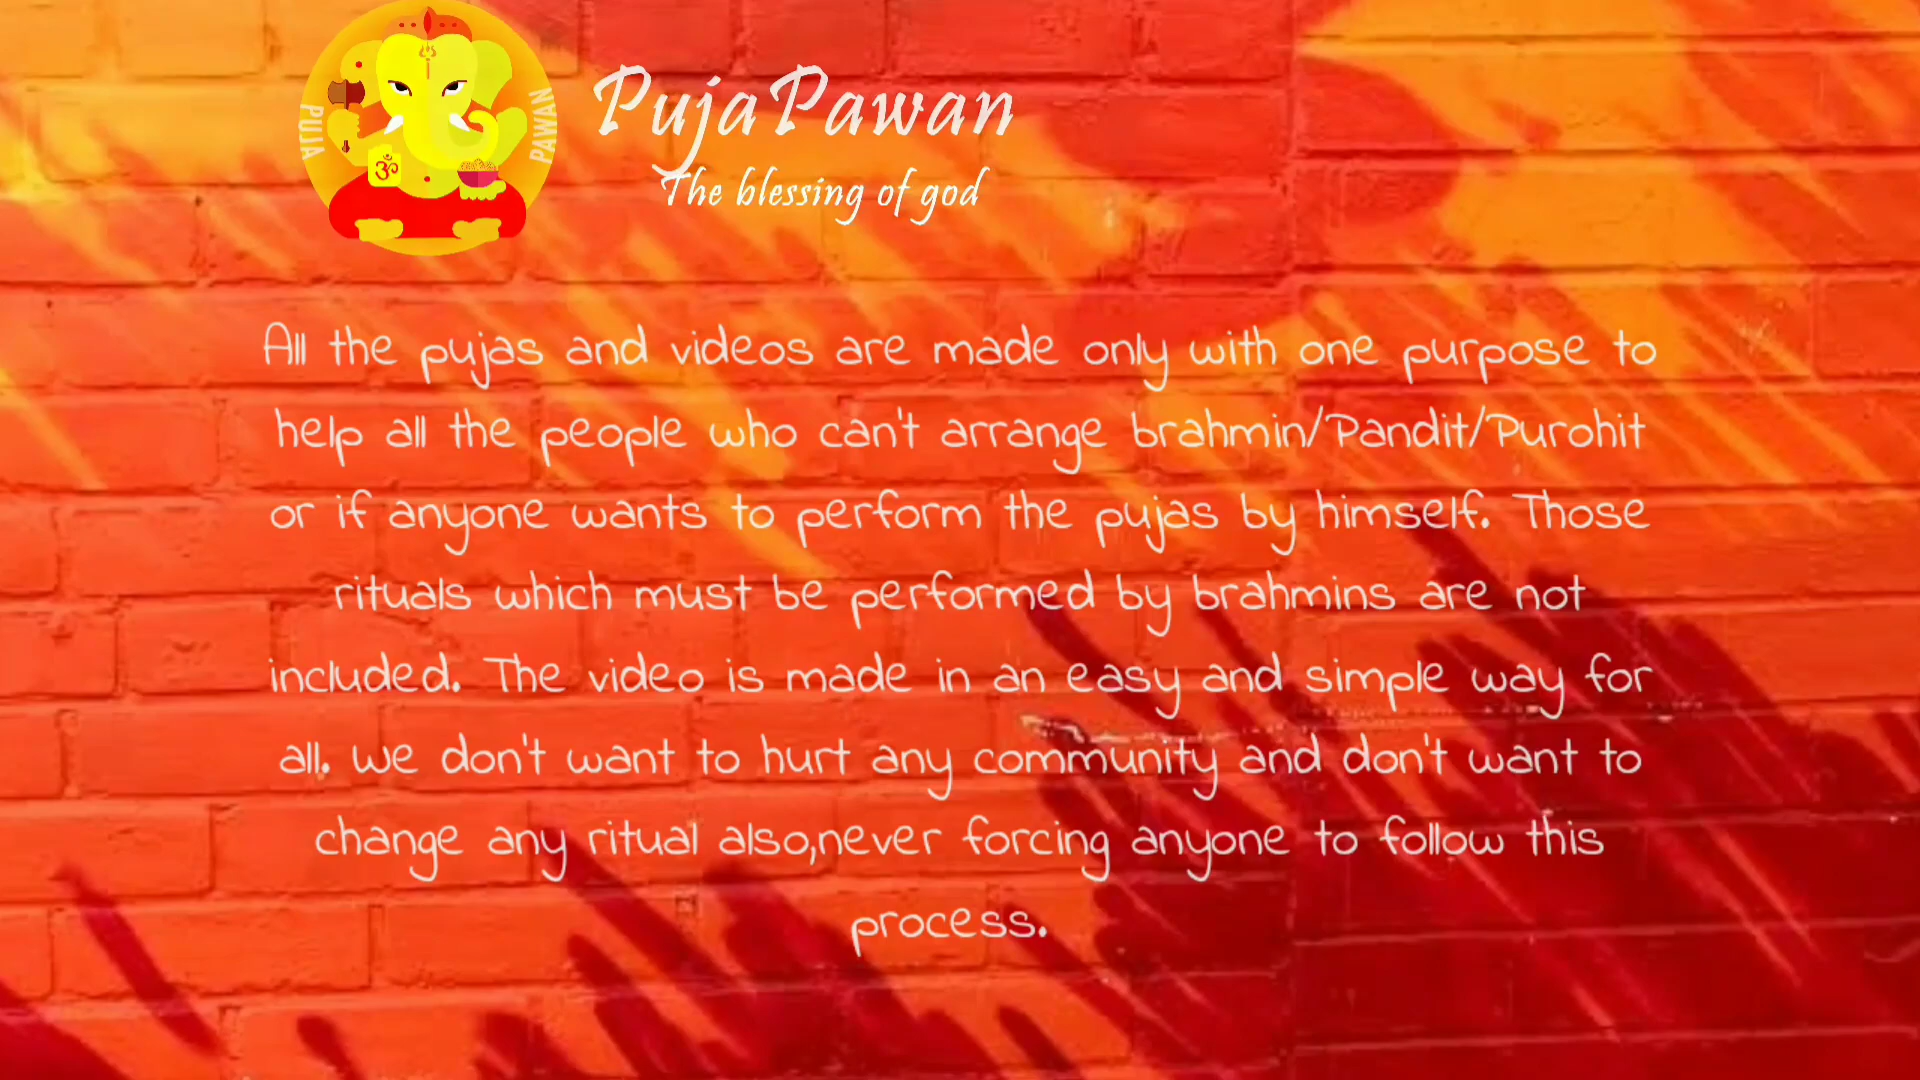 PUJA
PAWAN
ॐ
PujaPawan
The blessing of god
All the pujas and videos are made only with one purpose to
help all the people who can't arrange brahmin/Pandit/Purohit
or if anyone wants to perform the pujas by himself. Those
rituals which must be performed by brahmins are not
included. The video is made in an easy and simple way for
all. we don't want to hurt any community and don't want to
change any ritual also,never forcing anyone to follow this
process.